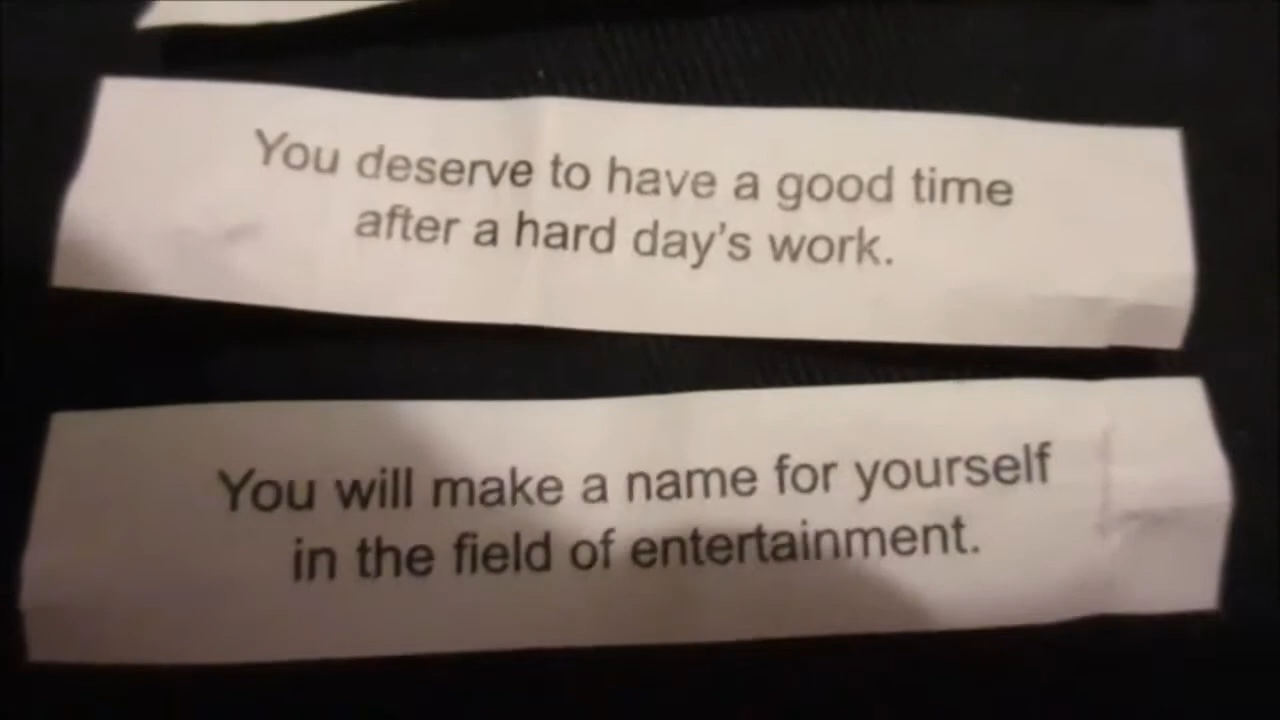 You deserve to have a good time
after a hard day's work.
You will make a name for yourself
in the field of entertainment.